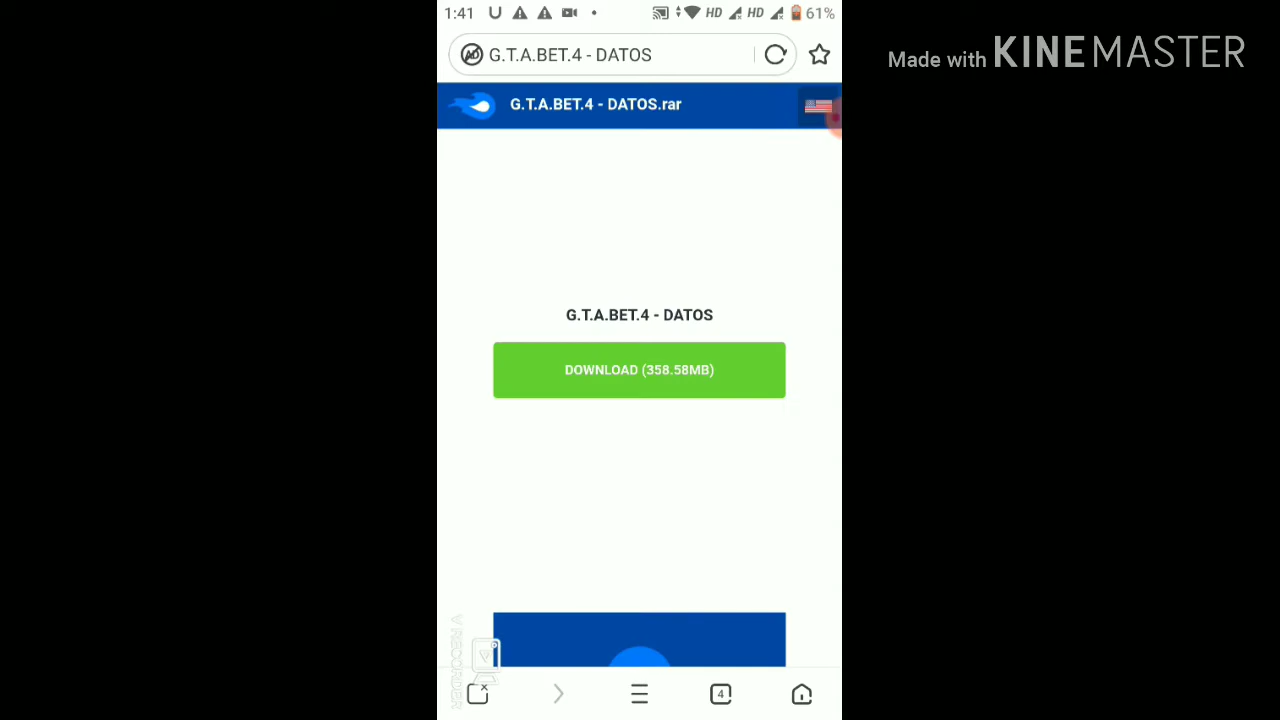 1:41
HD
HD
61%
Made with KINEMASTER
G.T.A.BET.4 - DATOS
G.T.A.BET.4 - DATOS.rar
G.T.A.BET.4 - DATOS
DOWNLOAD (358.58MB)
V RECORDER
4